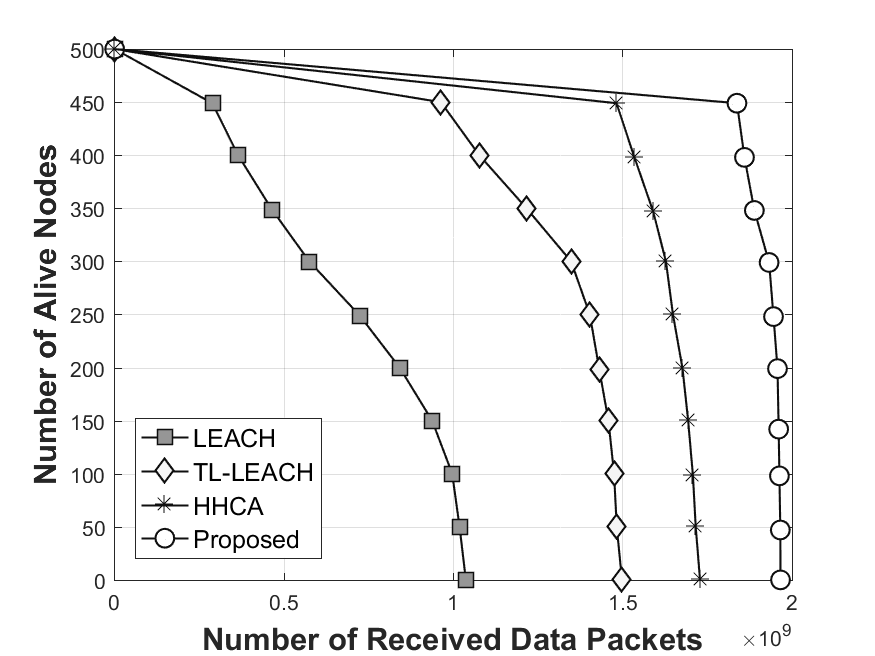 500
450
400
350
300
250
200
150
100
50
0
Number of Alive Nodes
LEACH
TL-LEACH
HHCA
Proposed
0 0.5 1 1.5 2
Number of Received Data Packets
×10⁹